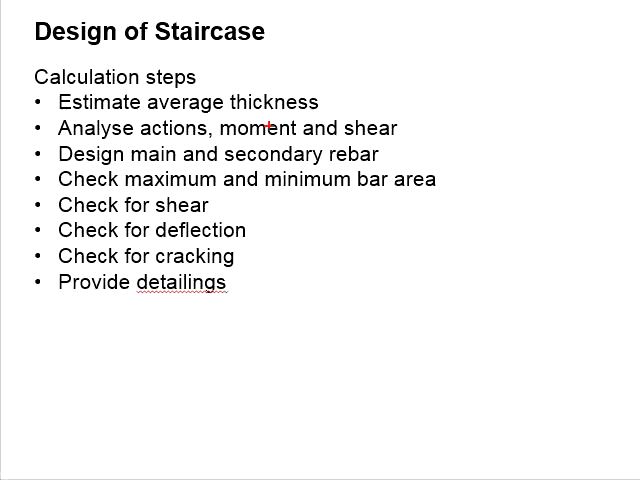 Design of Staircase
Calculation steps
• Estimate average thickness
• Analyse actions, moment and shear
• Design main and secondary rebar
• Check maximum and minimum bar area
• Check for shear
• Check for deflection
• Check for cracking
• Provide detailings